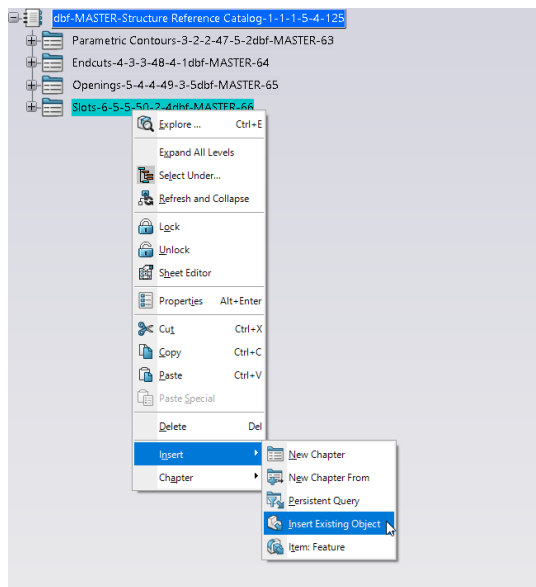 dbf-MASTER-Structure Reference Catalog-1-1-1-5-4-125
Parametric Contours-3-2-2-47-5-2dbf-MASTER-63
Endcuts-4-3-3-48-4-1dbf-MASTER-64
Openings-5-4-4-49-3-5dbf-MASTER-65
Slots-6-5-5-50-2-4dbf-MASTER-66
Explore ... Ctrl+E
Expand All Levels
Select Under...
Refresh and Collapse
Lock
Unlock
Sheet Editor
Properties Alt+Enter
Cut Ctrl+X
Copy Ctrl+C
Paste Ctrl+V
Paste Special
Delete Del
Insert
New Chapter
Chapter
New Chapter From
Persistent Query
Insert Existing Object
Item: Feature